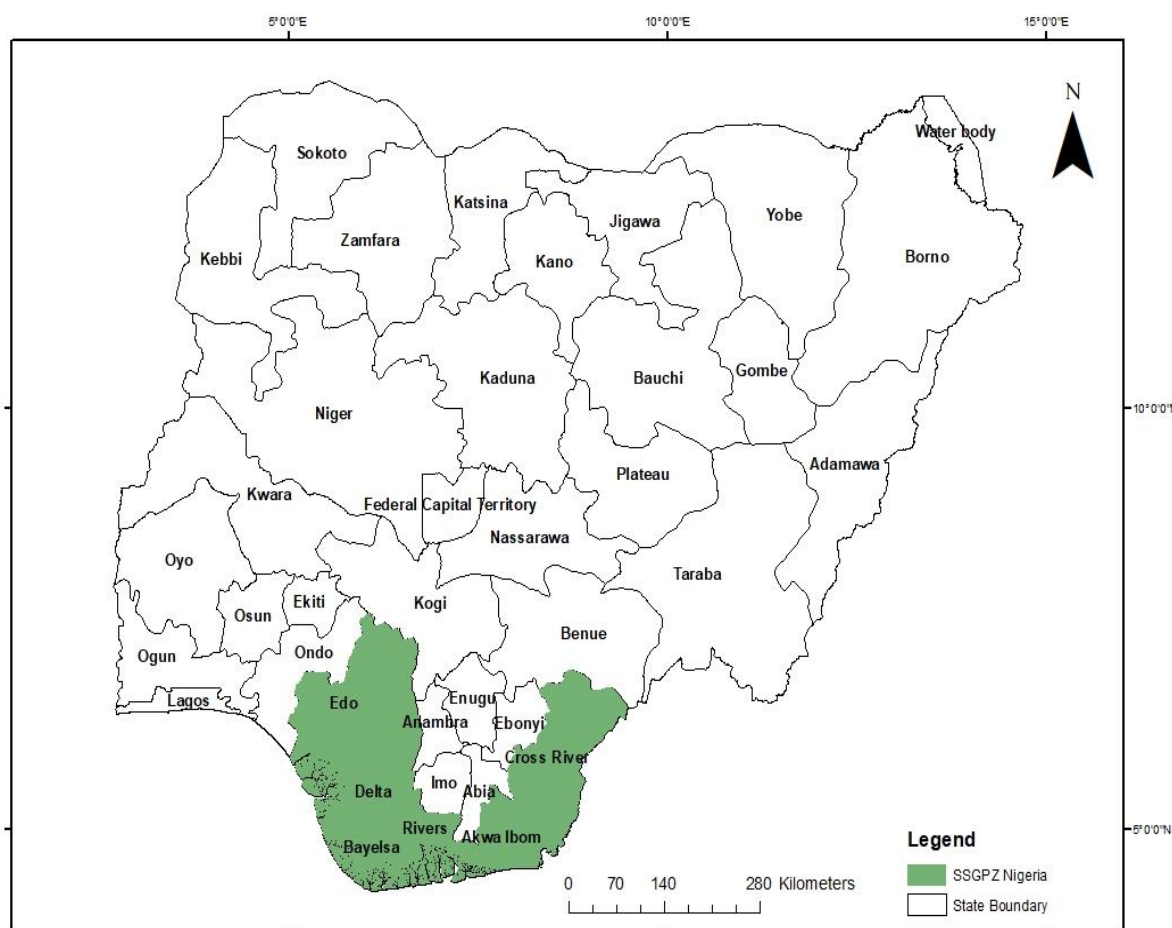 5°0'0"E
10°0'0"E
15°0'0"E
N
Water body
Sokoto
Katsina
Jigawa
Yobe
Zamfara
Kebbi
Kano
Borno
Kaduna
Bauchi
Gombe
Niger
10°0'0"
Adamawa
Plateau
Kwara
Federal Capital Territory
Nassarawa
Oyo
Taraba
Kogi
Ekiti
Osun
Benue
Ogun
Ondo
Lagos
Edo
Enugu
Anambra
Ebonyi
Cross River
Imo
Abia
Delta
Rivers
Akwa Ibom
Bayelsa
5°0'0"N
Legend
SSGPZ Nigeria
State Boundary
0 70 140 280 Kilometers